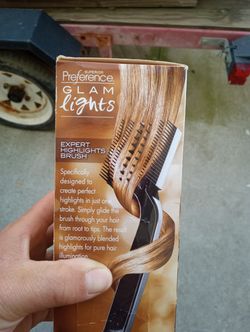 SUPERIOR
Preference
GLAM
lights
EXPERT
HIGHLIGHTS
BRUSH
Specifically
designed to
create perfect
highlights in just one
stroke. Simply glide the
brush through your hair
from root to tips. The result
is glamorously blended
highlights for pure hair
illumination.